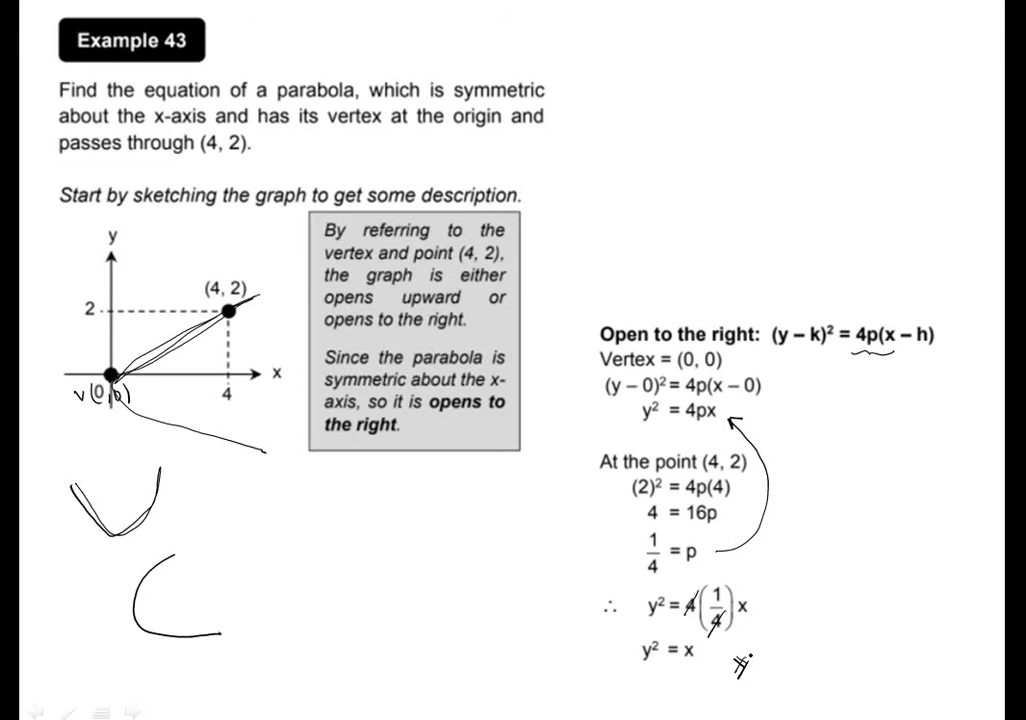 Example 43
Find the equation of a parabola, which is symmetric
about the x-axis and has its vertex at the origin and
passes through (4, 2).
Start by sketching the graph to get some description.
y
(4, 2)
2
x
4
V(0,0)
By referring to the
vertex and point (4, 2),
the graph is either
opens upward or
opens to the right.
Since the parabola is
symmetric about the x-
axis, so it is opens to
the right.
Open to the right: (y – k)² = 4p(x – h)
Vertex = (0, 0)
(y – 0)² = 4p(x – 0)
y² = 4px
At the point (4, 2)
(2)² = 4p(4)
4 = 16p
1/4 = p
∴ y² = 4(1/4)x
y² = x